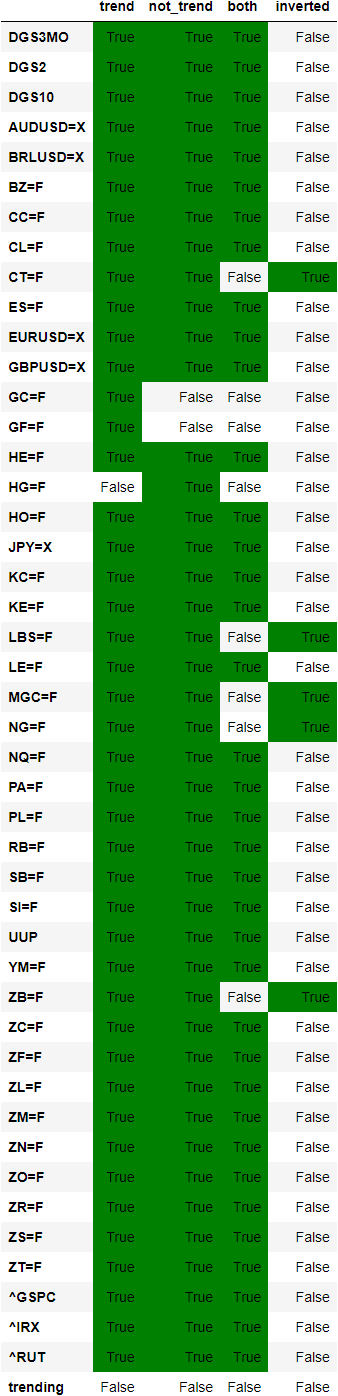 trend not_trend both inverted
DGS3MO True True True False
DGS2 True True True False
DGS10 True True True False
AUDUSD=X True True True False
BRLUSD=X True True True False
BZ=F True True True False
CC=F True True True False
CL=F True True True False
CT=F True True False True
ES=F True True True False
EURUSD=X True True True False
GBPUSD=X True True True False
GC=F True False False False
GF=F True False False False
HE=F True True True False
HG=F False True False False
HO=F True True True False
JPY=X True True True False
KC=F True True True False
KE=F True True True False
LBS=F True True False True
LE=F True True True False
MGC=F True True False True
NG=F True True False True
NQ=F True True True False
PA=F True True True False
PL=F True True True False
RB=F True True True False
SB=F True True True False
SI=F True True True False
UUP True True True False
YM=F True True True False
ZB=F True True False True
ZC=F True True True False
ZF=F True True True False
ZL=F True True True False
ZM=F True True True False
ZN=F True True True False
ZO=F True True True False
ZR=F True True True False
ZS=F True True True False
ZT=F True True True False
^GSPC True True True False
^IRX True True True False
^RUT True True True False
trending False False False False